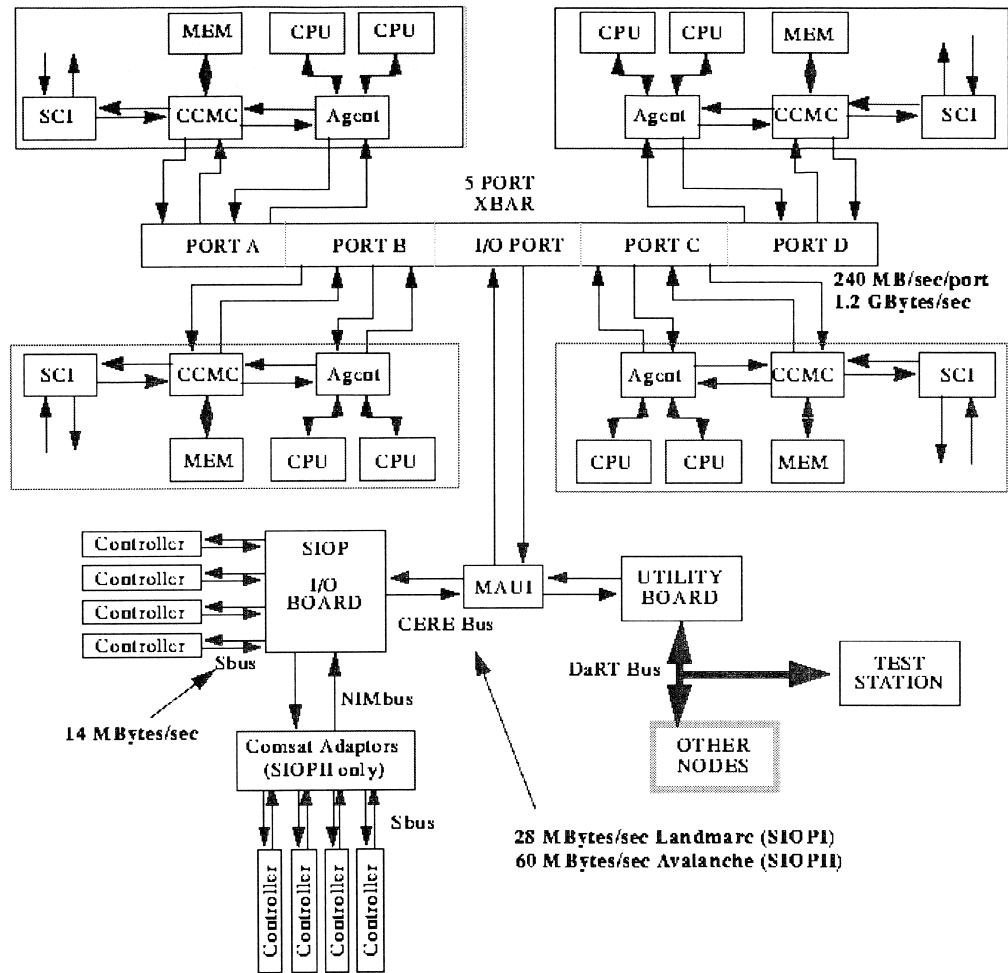 MEM
CPU
CPU
SCI
CCMC
Agent
CPU
CPU
MEM
Agent
CCMC
SCI
5 PORT
XBAR
PORT A
PORT B
I/O PORT
PORT C
PORT D
240 MB/sec/port
1.2 GBytes/sec
SCI
CCMC
Agent
MEM
CPU
CPU
Agent
CCMC
SCI
CPU
CPU
MEM
Controller
Controller
Controller
Controller
SIOP
I/O
BOARD
MAUI
UTILITY
BOARD
CERE Bus
Sbus
14 MBytes/sec
NIMbus
DaRT Bus
TEST
STATION
OTHER
NODES
Comsat Adaptors
(SIOPII only)
Sbus
28 MBytes/sec Landmarc (SIOPI)
60 MBytes/sec Avalanche (SIOPII)
Controller
Controller
Controller
Controller